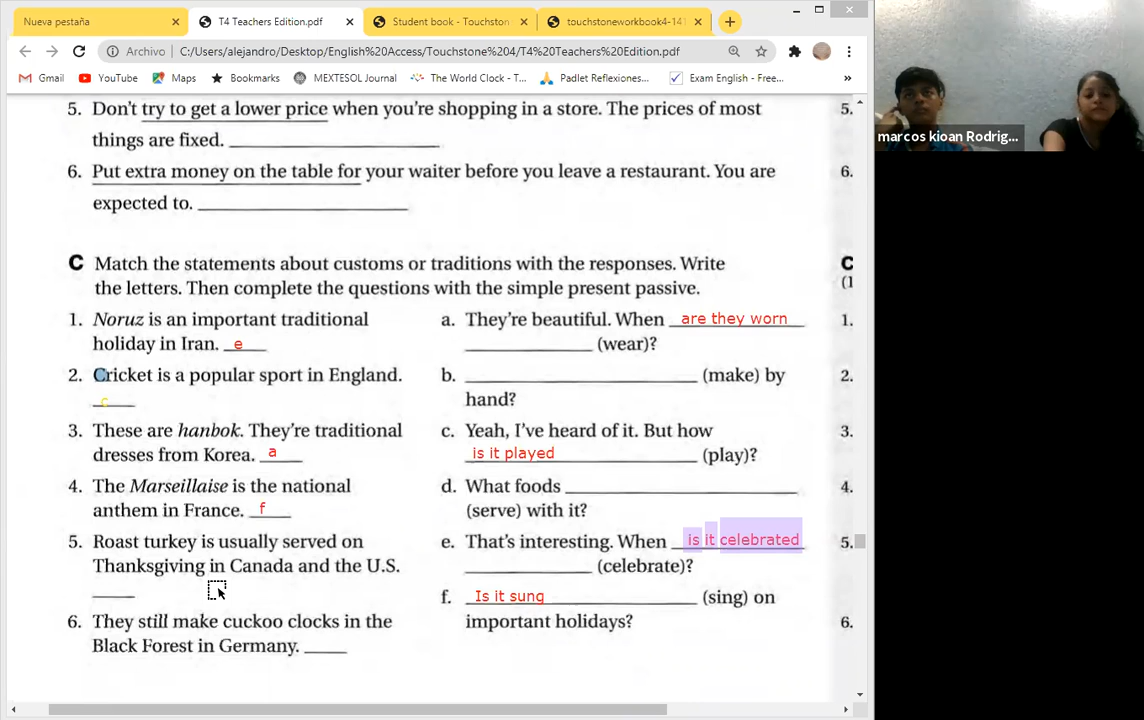 Nueva pestaña
T4 Teachers Edition.pdf
Student book - Touchston
touchstoneworkbook4-141
Archivo
C:/Users/alejandro/Desktop/English%20Access/Touchstone%204/T4%20Teachers%20Edition.pdf
Gmail
YouTube
Maps
Bookmarks
MEXTESOL Journal
The World Clock - T...
Padlet Reflexiones...
Exam English - Free...
»
marcos kioan Rodrig...
5. Don't try to get a lower price when you're shopping in a store. The prices of most
things are fixed.
6. Put extra money on the table for your waiter before you leave a restaurant. You are
expected to.
C Match the statements about customs or traditions with the responses. Write
the letters. Then complete the questions with the simple present passive.
1. Noruz is an important traditional
holiday in Iran. e
2. Cricket is a popular sport in England.
c
3. These are hanbok. They're traditional
dresses from Korea. a
4. The Marseillaise is the national
anthem in France. f
5. Roast turkey is usually served on
Thanksgiving in Canada and the U.S.
6. They still make cuckoo clocks in the
Black Forest in Germany.
a. They're beautiful. When are they worn
(wear)?
b. (make) by
hand?
c. Yeah, I've heard of it. But how
is it played (play)?
d. What foods
(serve) with it?
e. That's interesting. When is it celebrated
(celebrate)?
f. Is it sung (sing) on
important holidays?
5.
6.
C
(1
1.
2.
3.
4.
5.
6.